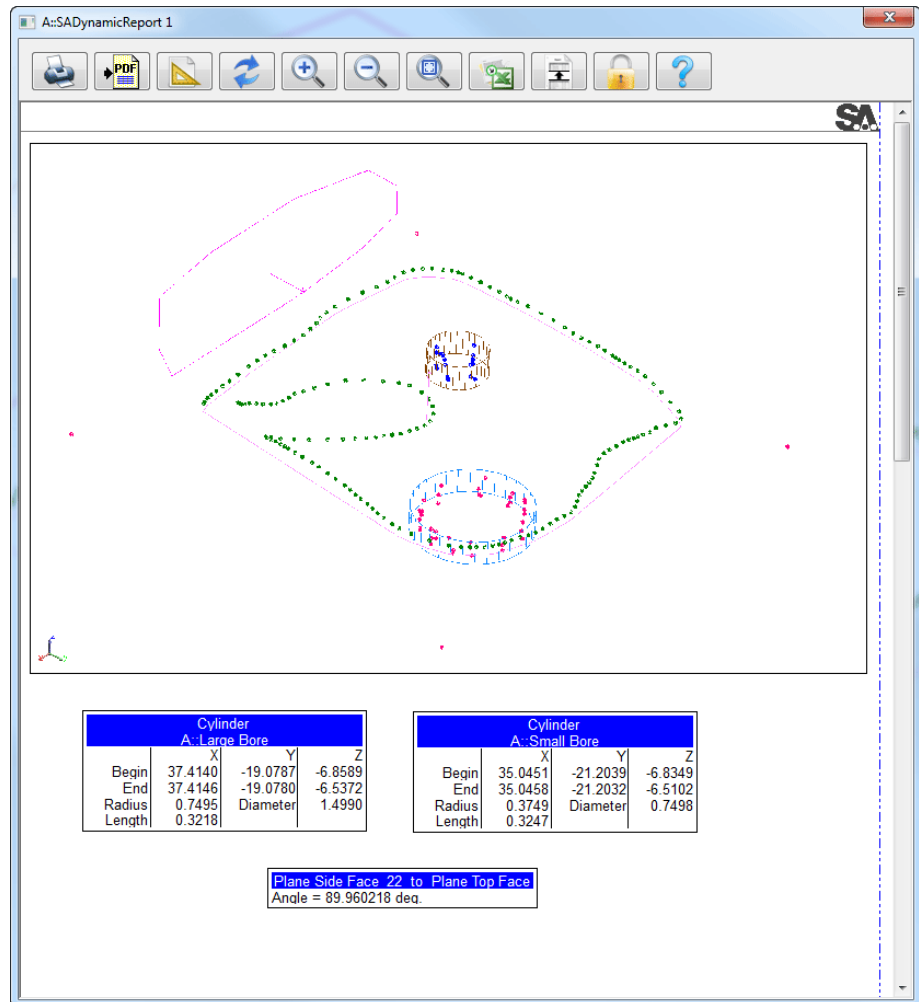 A::SADynamicReport 1
PDF
SA
Cylinder
A::Large Bore
X Y Z
Begin 37.4140 -19.0787 -6.8589
End 37.4146 -19.0780 -6.5372
Radius 0.7495 Diameter 1.4990
Length 0.3218
Cylinder
A::Small Bore
X Y Z
Begin 35.0451 -21.2039 -6.8349
End 35.0458 -21.2032 -6.5102
Radius 0.3749 Diameter 0.7498
Length 0.3247
Plane Side Face 22 to Plane Top Face
Angle = 89.960218 deg.